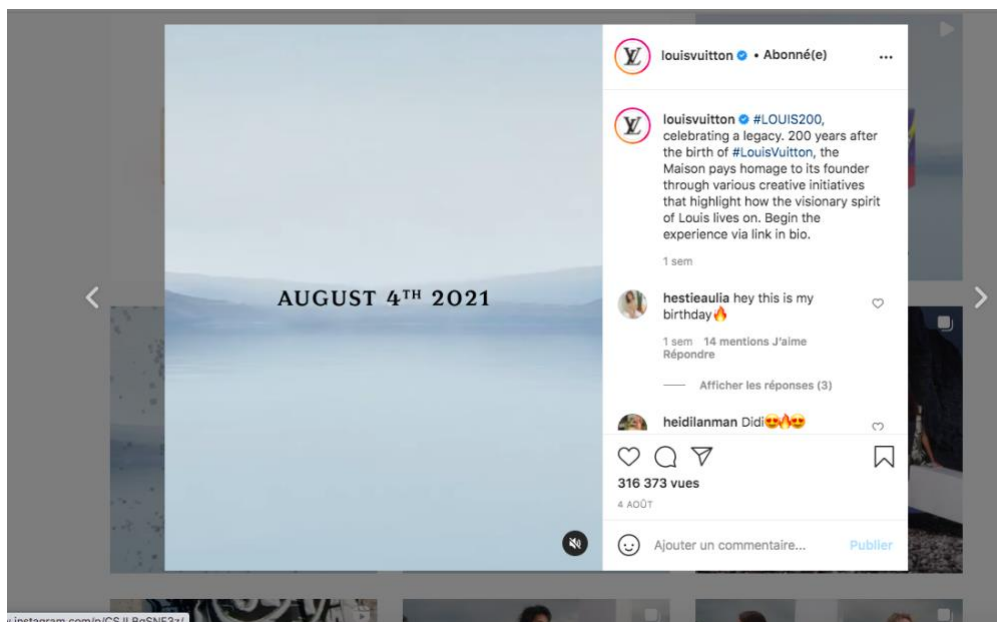 AUGUST 4TH 2021
louisvuitton • Abonné(e)
louisvuitton #LOUIS200,
celebrating a legacy. 200 years after
the birth of #LouisVuitton, the
Maison pays homage to its founder
through various creative initiatives
that highlight how the visionary spirit
of Louis lives on. Begin the
experience via link in bio.
1 sem
hestieaulia hey this is my
birthday🔥
1 sem 14 mentions J'aime
Répondre
Afficher les réponses (3)
heidilanman Didi😍🔥😍
316 373 vues
4 AOÛT
Ajouter un commentaire... Publier